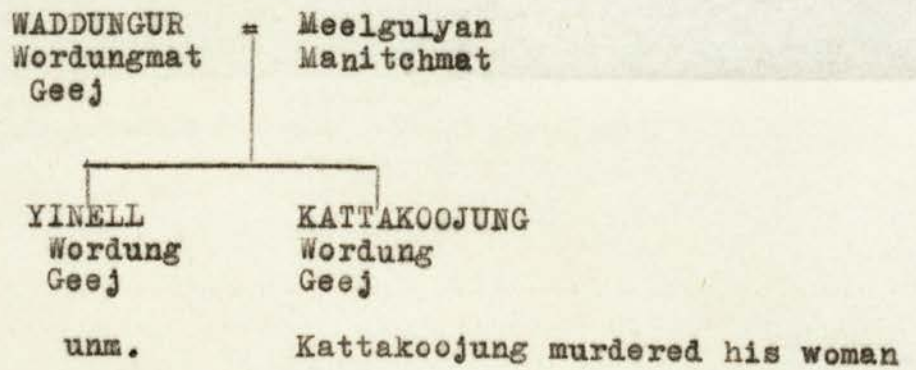 WADDUNGUR = Meelgulyan
Wordungmat Manitchmat
Geej
YINELL KATTAKOOJUNG
Wordung Wordung
Geej Geej
unm. Kattakoojung murdered his woman